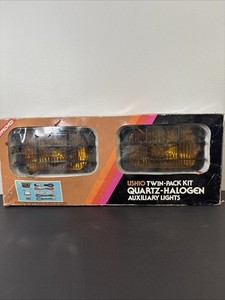 USHIO TWIN-PACK KIT
QUARTZ-HALOGEN
AUXILIARY LIGHTS